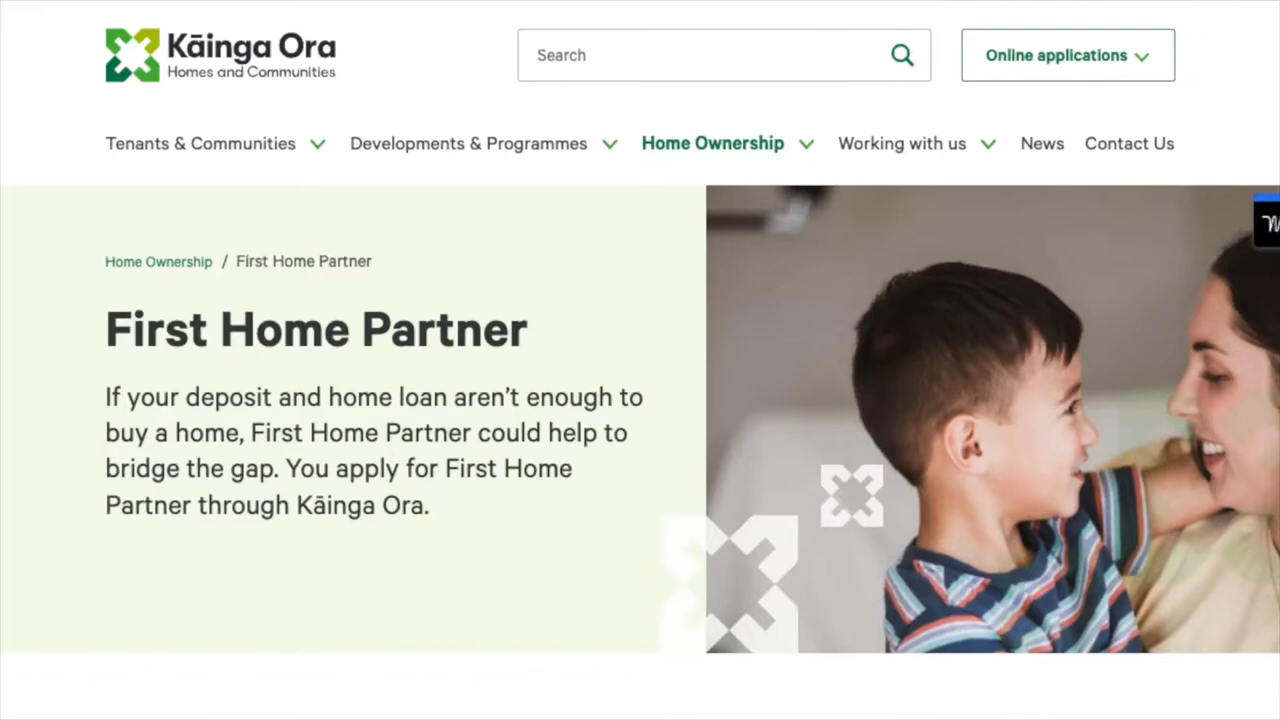 Kāinga Ora
Homes and Communities
Search
Online applications
Tenants & Communities
Developments & Programmes
Home Ownership
Working with us
News
Contact Us
Home Ownership / First Home Partner
First Home Partner
If your deposit and home loan aren’t enough to
buy a home, First Home Partner could help to
bridge the gap. You apply for First Home
Partner through Kāinga Ora.